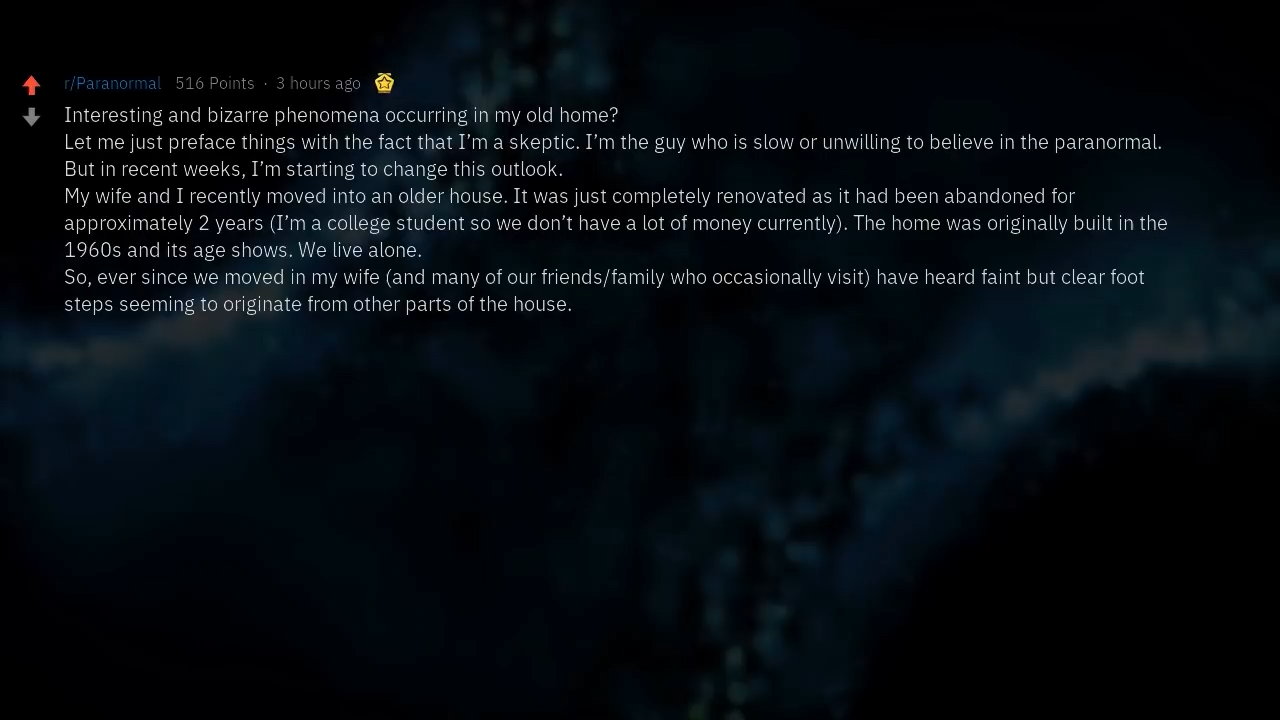 r/Paranormal 516 Points · 3 hours ago
Interesting and bizarre phenomena occurring in my old home?
Let me just preface things with the fact that I’m a skeptic. I’m the guy who is slow or unwilling to believe in the paranormal.
But in recent weeks, I’m starting to change this outlook.
My wife and I recently moved into an older house. It was just completely renovated as it had been abandoned for
approximately 2 years (I’m a college student so we don’t have a lot of money currently). The home was originally built in the
1960s and its age shows. We live alone.
So, ever since we moved in my wife (and many of our friends/family who occasionally visit) have heard faint but clear foot
steps seeming to originate from other parts of the house.